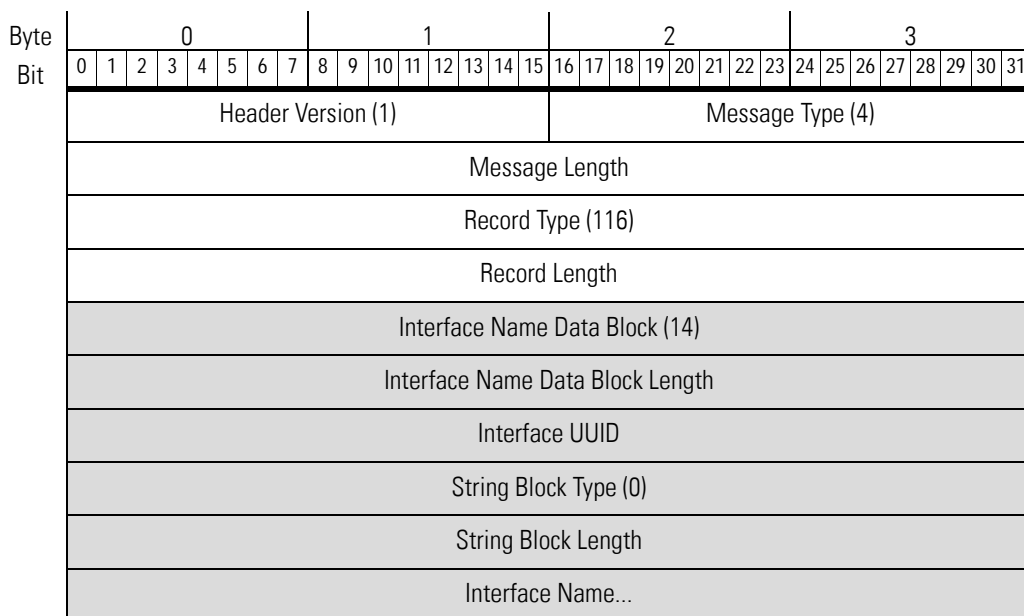 Byte 0 1 2 3
Bit 0 1 2 3 4 5 6 7 8 9 10 11 12 13 14 15 16 17 18 19 20 21 22 23 24 25 26 27 28 29 30 31
Header Version (1) Message Type (4)
Message Length
Record Type (116)
Record Length
Interface Name Data Block (14)
Interface Name Data Block Length
Interface UUID
String Block Type (0)
String Block Length
Interface Name...